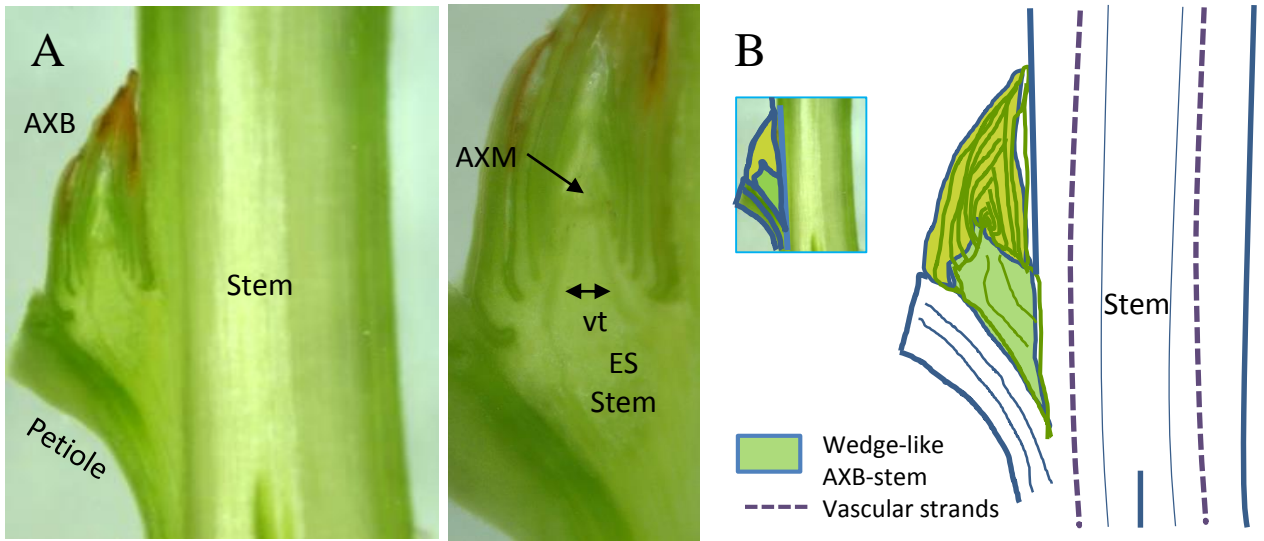 A
AXB
Stem
Petiole
AXM
vt
ES
Stem
B
Stem
Wedge-like
AXB-stem
Vascular strands